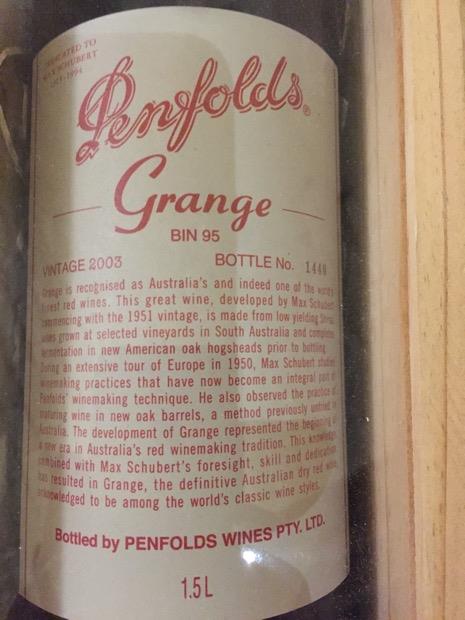 DEDICATED TO
MAX SCHUBERT
1915-1994
Penfolds®
Grange
BIN 95
VINTAGE 2003 BOTTLE No. 1440
Grange is recognised as Australia's and indeed one of the world's
finest red wines. This great wine, developed by Max Schubert
commencing with the 1951 vintage, is made from low yielding Shiraz
vines grown at selected vineyards in South Australia and completes
fermentation in new American oak hogsheads prior to bottling.
During an extensive tour of Europe in 1950, Max Schubert studied
winemaking practices that have now become an integral part of
Penfolds' winemaking technique. He also observed the practice of
maturing wine in new oak barrels, a method previously untried in
Australia. The development of Grange represented the beginning of
a new era in Australia's red winemaking tradition. This knowledge
combined with Max Schubert's foresight, skill and dedication
has resulted in Grange, the definitive Australian dry red wine,
acknowledged to be among the world's classic wine styles.
Bottled by PENFOLDS WINES PTY. LTD.
1.5L